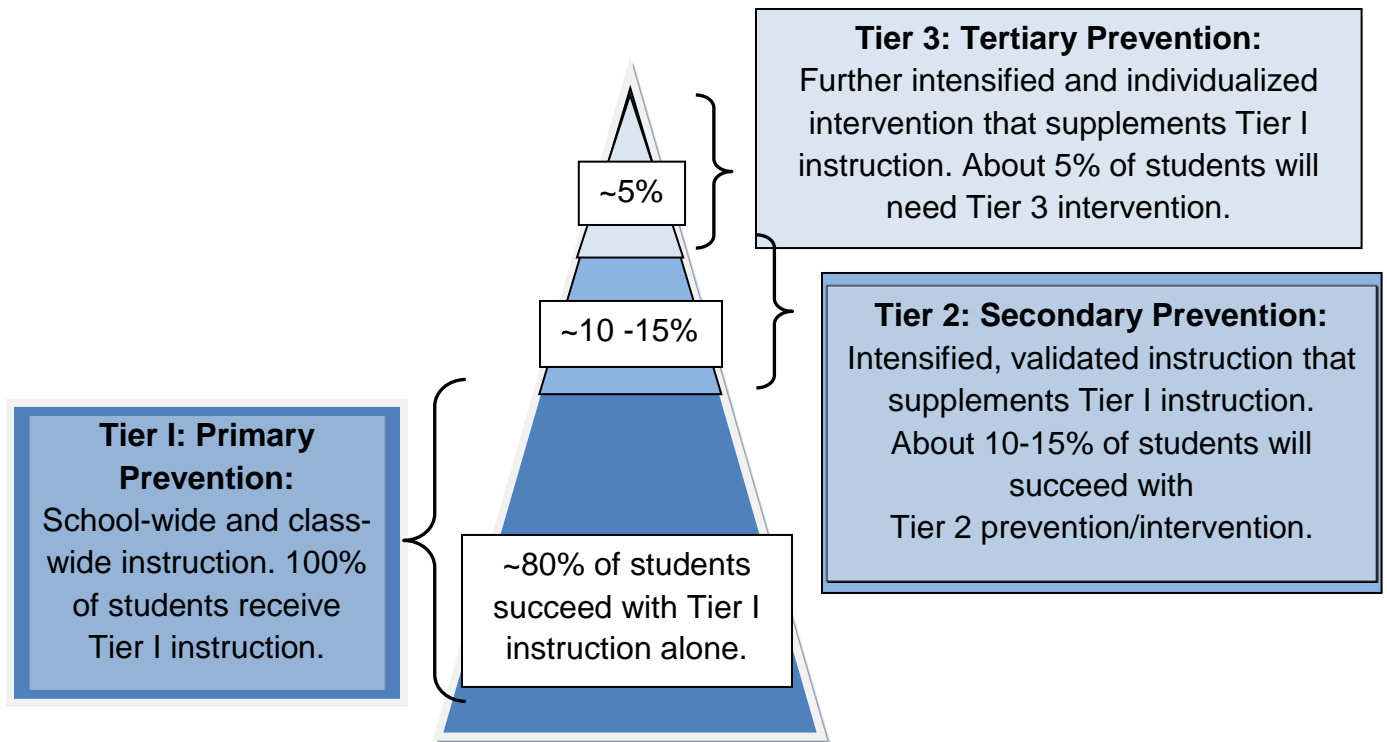 Tier 3: Tertiary Prevention:
Further intensified and individualized
intervention that supplements Tier I
instruction. About 5% of students will
need Tier 3 intervention.
~5%
~10 -15%
Tier 2: Secondary Prevention:
Intensified, validated instruction that
supplements Tier I instruction.
About 10-15% of students will
succeed with
Tier 2 prevention/intervention.
Tier I: Primary
Prevention:
School-wide and class-
wide instruction. 100%
of students receive
Tier I instruction.
~80% of students
succeed with Tier I
instruction alone.